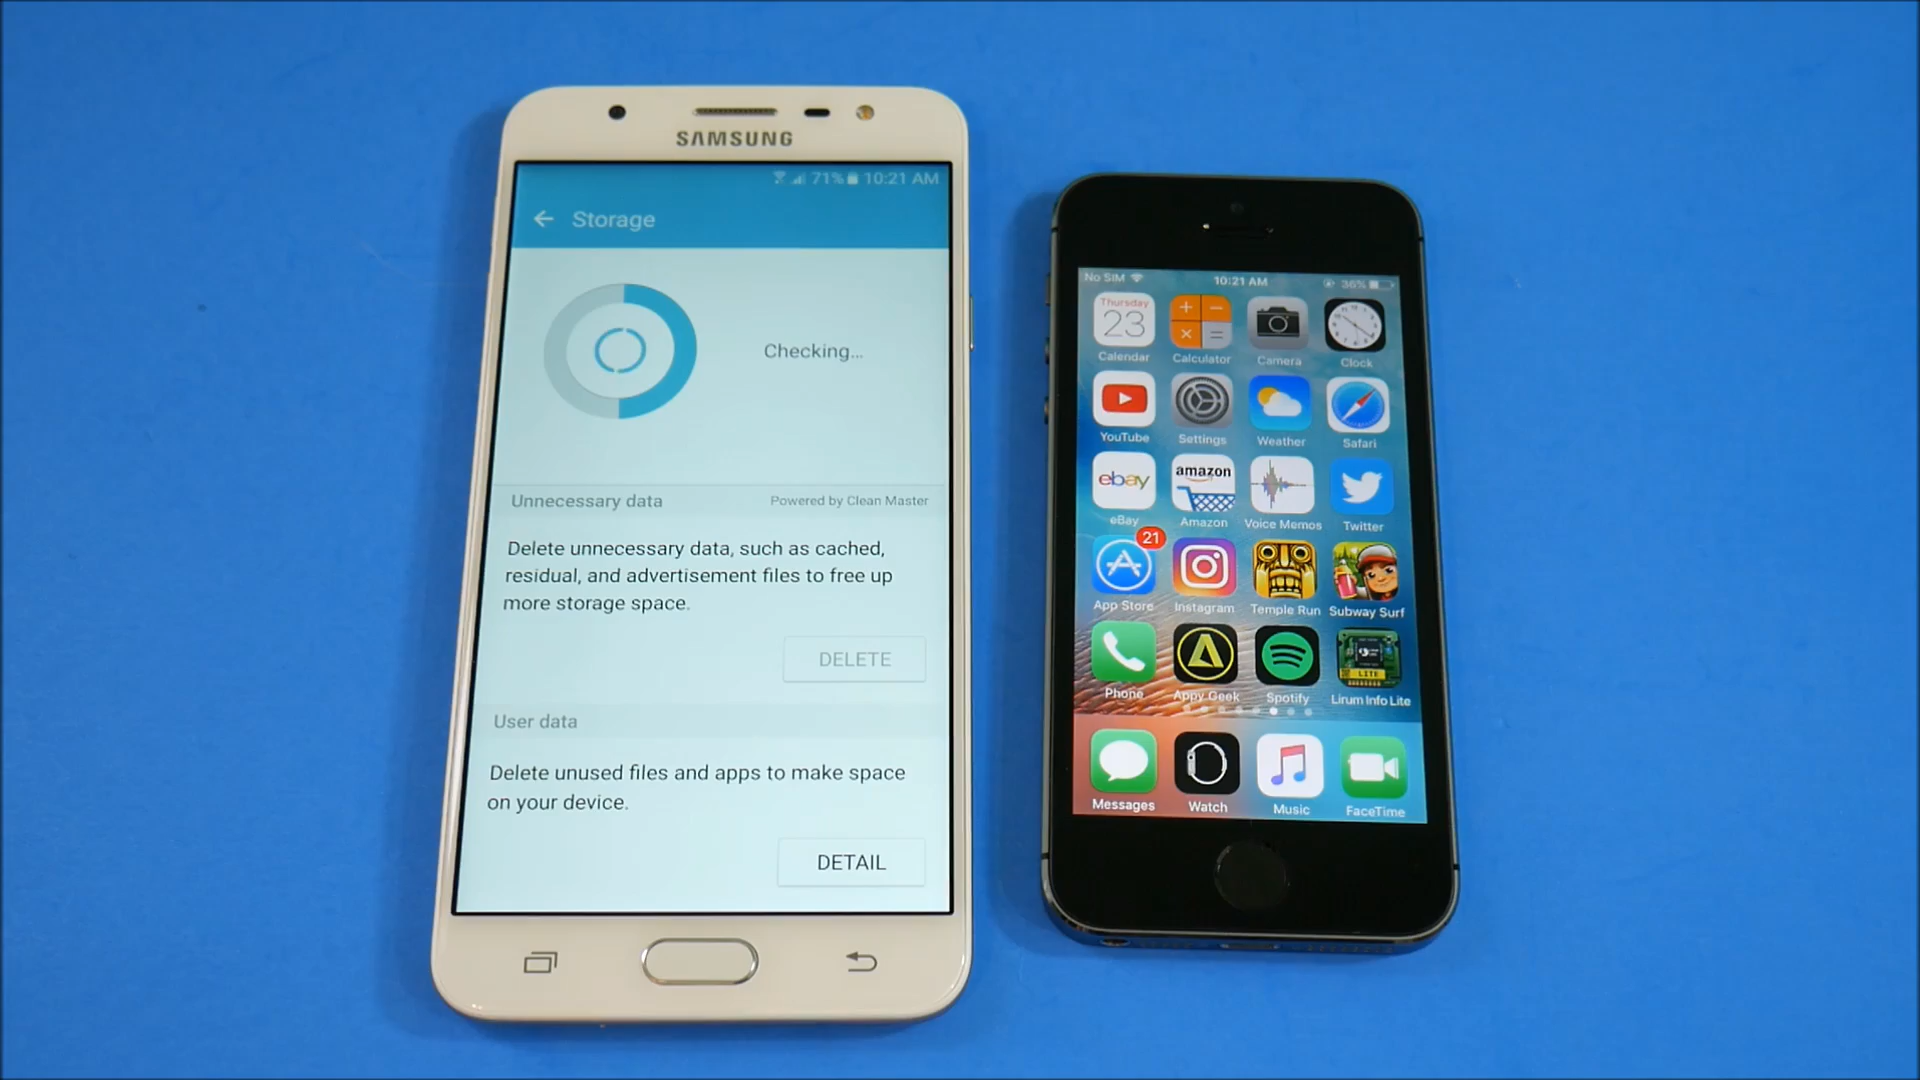 SAMSUNG
71% 10:21 AM
Storage
Checking...
Unnecessary data
Powered by Clean Master
Delete unnecessary data, such as cached,
residual, and advertisement files to free up
more storage space.
DELETE
User data
Delete unused files and apps to make space
on your device.
DETAIL
No SIM 10:21 AM 36%
Thursday
23
Calendar Calculator Camera Clock
YouTube Settings Weather Safari
ebay amazon
eBay Amazon Voice Memos Twitter
21
App Store Instagram Temple Run Subway Surf
LITE
Phone Appy Geek Spotify Lirum Info Lite
Messages Watch Music FaceTime